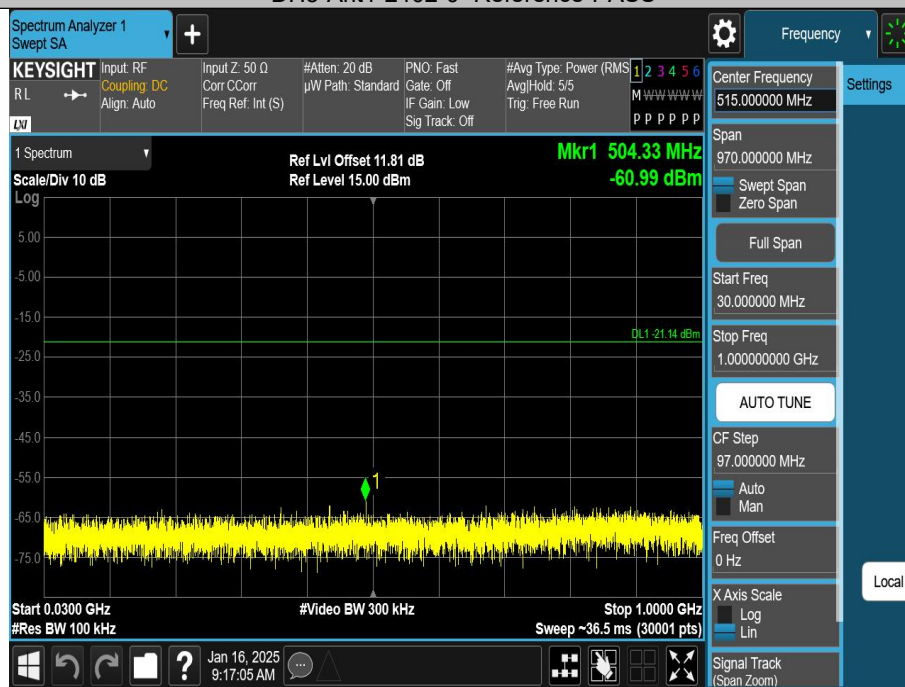 Spectrum Analyzer 1
Swept SA
+
Frequency
KEYSIGHT
RL
LXI
Input: RF
Coupling: DC
Align: Auto
Input Z: 50 Ω
Corr CCorr
Freq Ref: Int (S)
#Atten: 20 dB
µW Path: Standard
PNO: Fast
Gate: Off
IF Gain: Low
Sig Track: Off
#Avg Type: Power (RMS
Avg|Hold: 5/5
Trig: Free Run
1 2 3 4 5 6
M W W W W W
P P P P P P
1 Spectrum
Scale/Div 10 dB
Log
Ref Lvl Offset 11.81 dB
Ref Level 15.00 dBm
Mkr1 504.33 MHz
-60.99 dBm
5.00
-5.00
-15.0
DL1 -21.14 dBm
-25.0
-35.0
-45.0
-55.0
1
-65.0
-75.0
Start 0.0300 GHz
#Res BW 100 kHz
#Video BW 300 kHz
Stop 1.0000 GHz
Sweep ~36.5 ms (30001 pts)
Center Frequency
515.000000 MHz
Settings
Span
970.000000 MHz
Swept Span
Zero Span
Full Span
Start Freq
30.000000 MHz
Stop Freq
1.000000000 GHz
AUTO TUNE
CF Step
97.000000 MHz
Auto
Man
Freq Offset
0 Hz
X Axis Scale
Log
Lin
Local
Signal Track
(Span Zoom)
?
Jan 16, 2025
9:17:05 AM